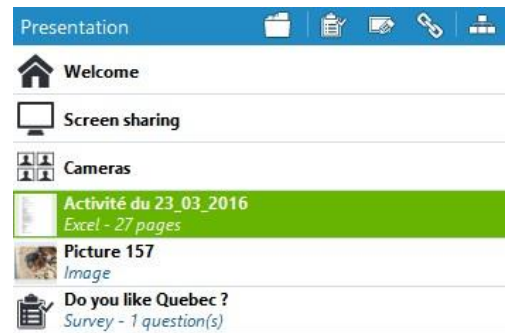 Presentation
Welcome
Screen sharing
Cameras
Activité du 23_03_2016
Excel - 27 pages
Picture 157
Image
Do you like Quebec ?
Survey - 1 question(s)